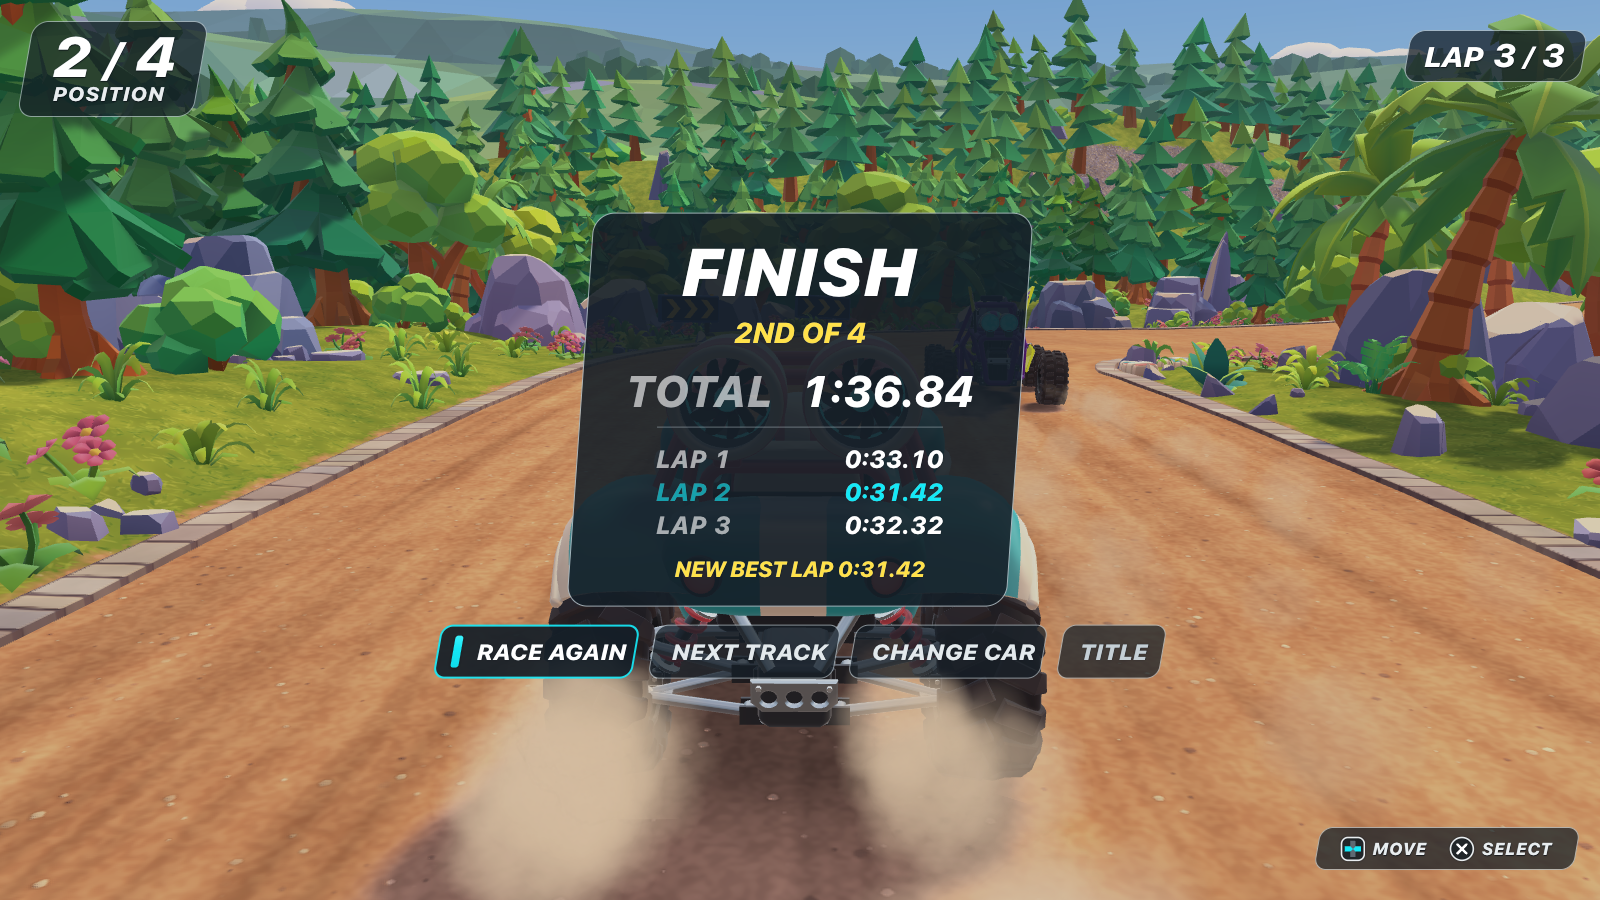 2 / 4
POSITION
LAP 3 / 3
FINISH
2ND OF 4
TOTAL 1:36.84
LAP 1 0:33.10
LAP 2 0:31.42
LAP 3 0:32.32
NEW BEST LAP 0:31.42
RACE AGAIN NEXT TRACK CHANGE CAR TITLE
MOVE SELECT